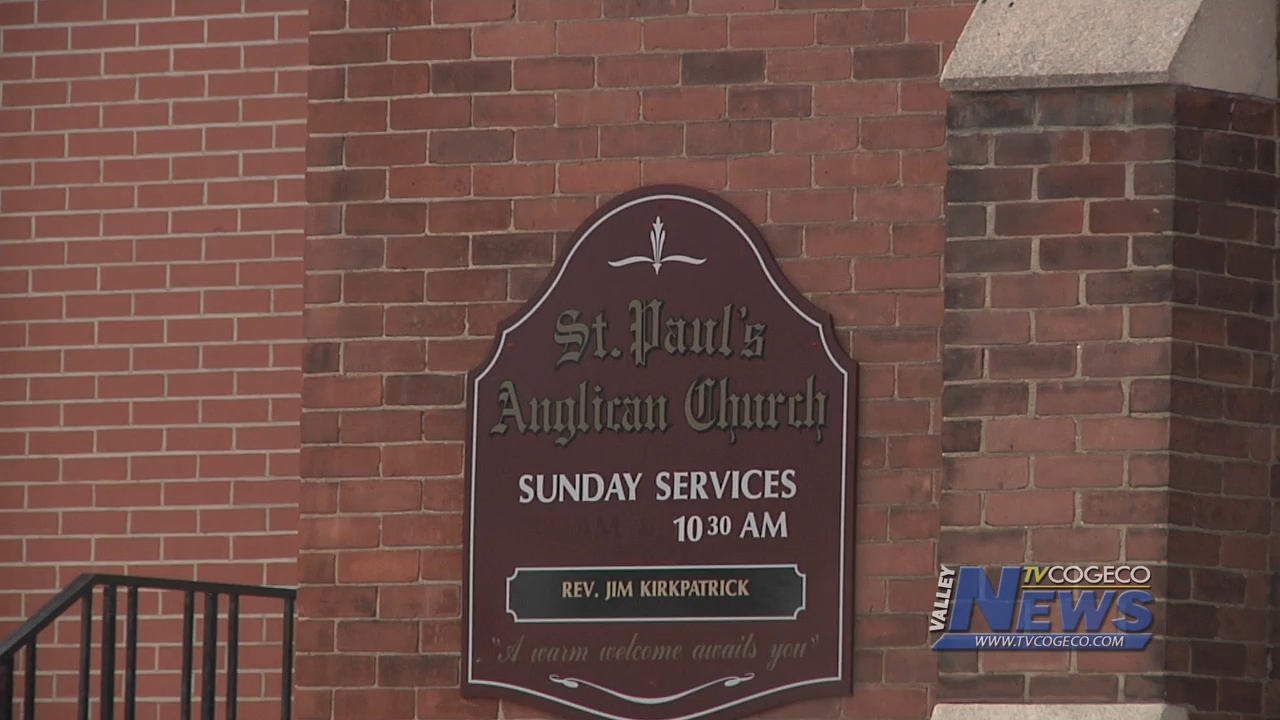 St. Paul's
Anglican Church
SUNDAY SERVICES
10 30 AM
REV. JIM KIRKPATRICK
"A warm welcome awaits you"
VALLEY
TVCOGECO
NEWS
WWW.TVCOGECO.COM